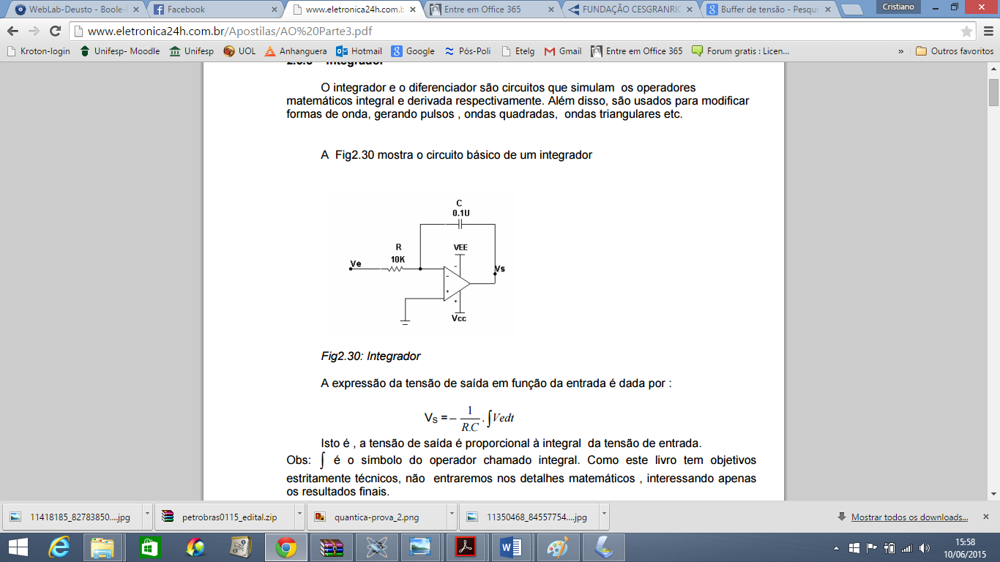 WebLab-Deusto - Boole-
Facebook
www.eletronica24h.com.b
Entre em Office 365
FUNDAÇÃO CESGRANRIO
Buffer de tensão - Pesqui
Cristiano
www.eletronica24h.com.br/Apostilas/AO%20Parte3.pdf
Kroton-login
Unifesp- Moodle
Unifesp
UOL
Anhanguera
Hotmail
Google
Pós-Poli
Etelg
Gmail
Entre em Office 365
Forum gratis : Licen...
»
Outros favoritos
Integrador
O integrador e o diferenciador são circuitos que simulam os operadores
matemáticos integral e derivada respectivamente. Além disso, são usados para modificar
formas de onda, gerando pulsos , ondas quadradas, ondas triangulares etc.
A Fig2.30 mostra o circuito básico de um integrador
C
0.1U
R
10K
VEE
Ve
Vs
-
-
+
+
Vcc
Fig2.30: Integrador
A expressão da tensão de saída em função da entrada é dada por :
VS = – 1/R.C . ∫Vedt
Isto é , a tensão de saída é proporcional à integral da tensão de entrada.
Obs: ∫ é o símbolo do operador chamado integral. Como este livro tem objetivos
estritamente técnicos, não entraremos nos detalhes matemáticos , interessando apenas
os resultados finais.
11418185_82783850....jpg
petrobras0115_edital.zip
quantica-prova_2.png
11350468_84557754....jpg
Mostrar todos os downloads...
15:58
10/06/2015